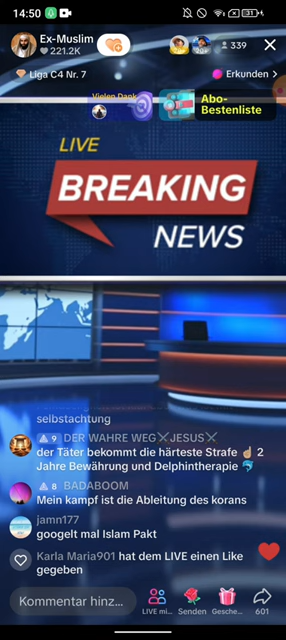 14:50
31
Ex-Muslim
221.2K
339
Liga C4 Nr. 7
Erkunden
Vielen Dank
Abo-
Bestenliste
LIVE
BREAKING
NEWS
selbstachtung
9 DER WAHRE WEG⚔JESUS⚔
der Täter bekommt die härteste Strafe ☝🏽 2
Jahre Bewährung und Delphintherapie 🐬
8 BADABOOM
Mein kampf ist die Ableitung des korans
jamn177
googelt mal Islam Pakt
Karla Maria901 hat dem LIVE einen Like
gegeben
Kommentar hinz...
LIVE mi...
Senden
Gesche...
601